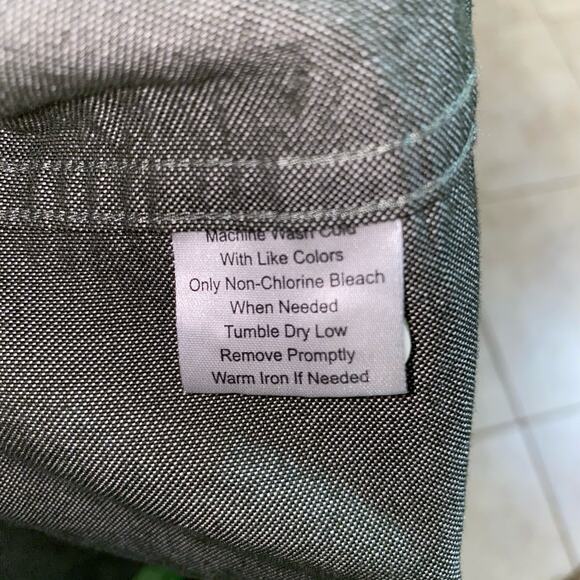 Machine Wash Cold
With Like Colors
Only Non-Chlorine Bleach
When Needed
Tumble Dry Low
Remove Promptly
Warm Iron If Needed